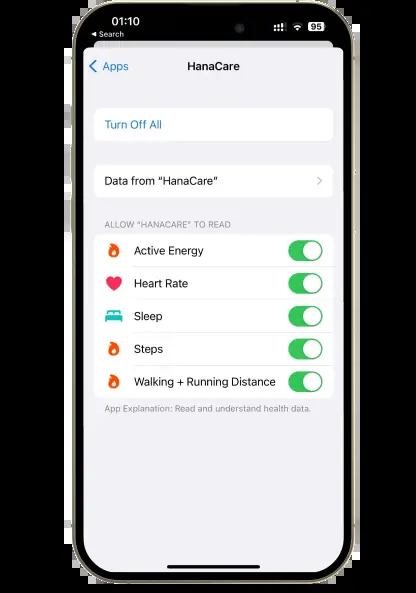 01:10
95
Search
Apps
HanaCare
Turn Off All
Data from “HanaCare”
ALLOW “HANACARE” TO READ
Active Energy
Heart Rate
Sleep
Steps
Walking + Running Distance
App Explanation: Read and understand health data.